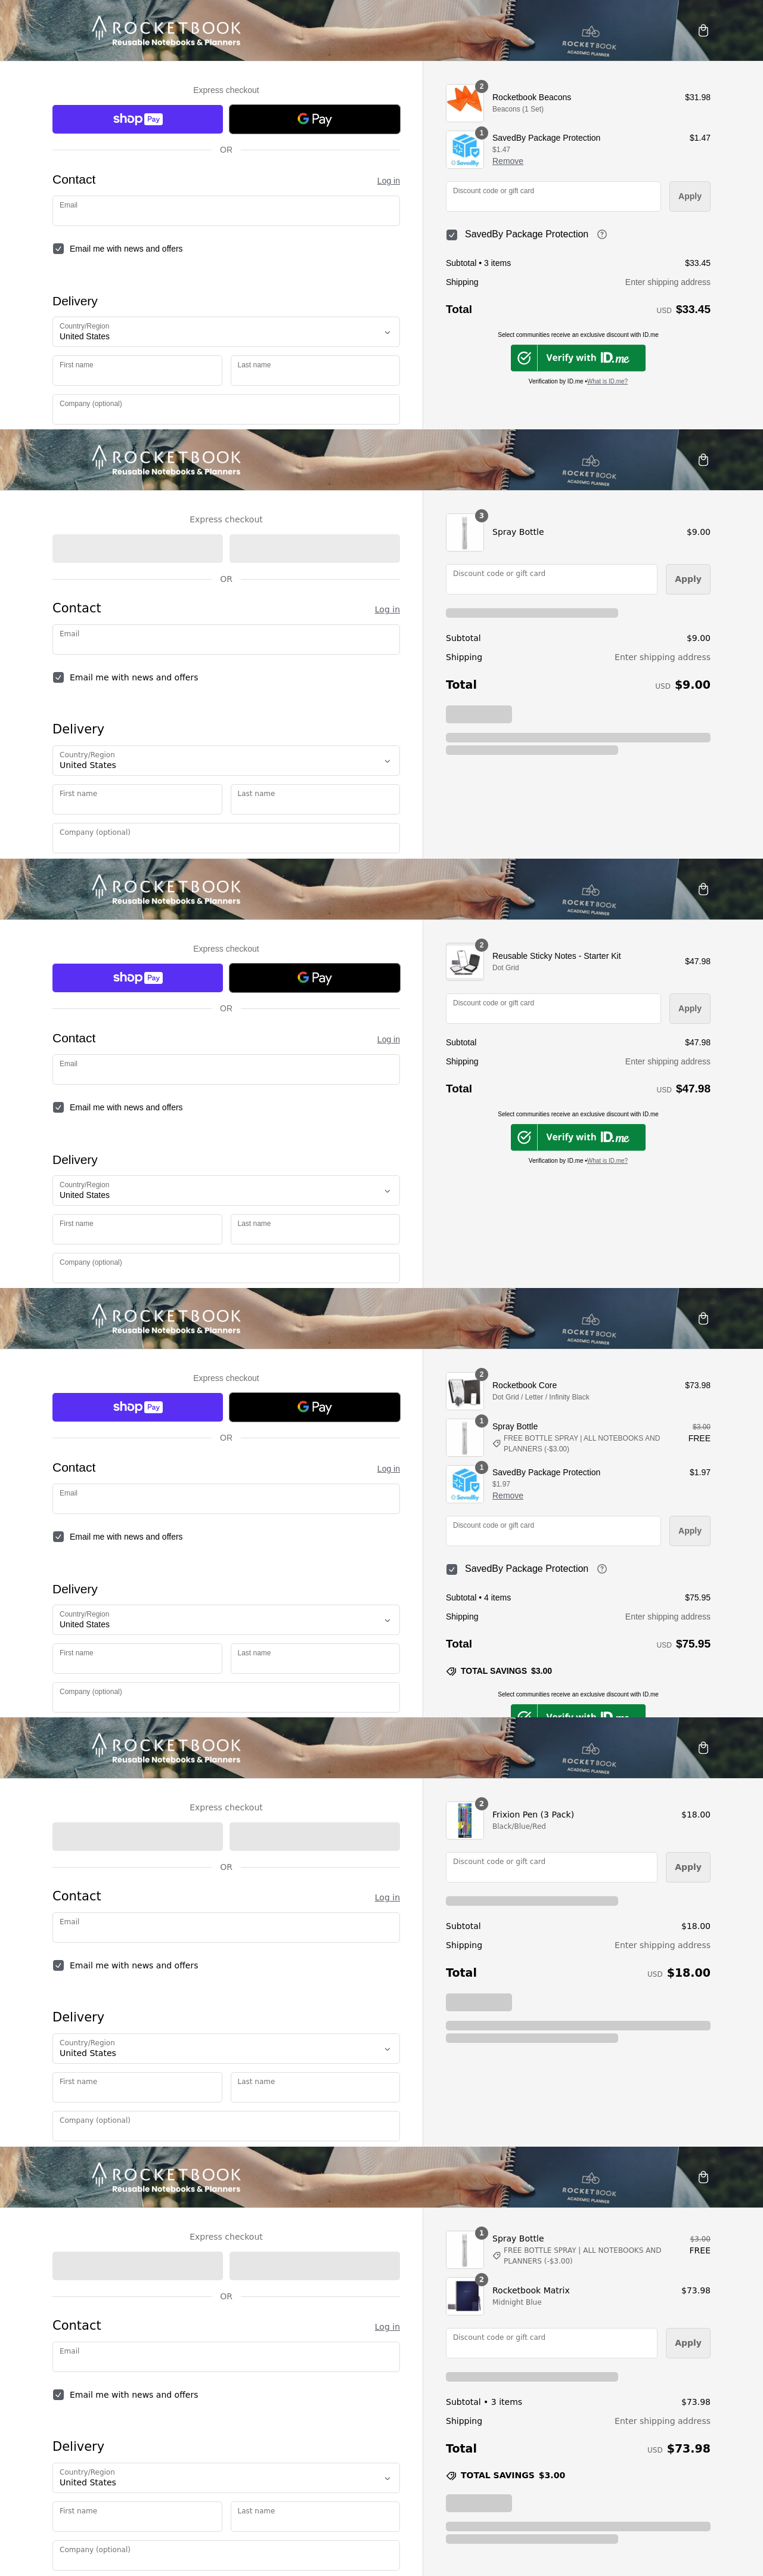 ROCKETBOOK
Reusable Notebooks & Planners
ROCKETBOOK
ACADEMIC PLANNER
Express checkout
shop Pay
G Pay
OR
Contact
Log in
Email
Email me with news and offers
Delivery
Country/Region
United States
First name
Last name
Company (optional)
2
Rocketbook Beacons
$31.98
Beacons (1 Set)
1
SavedBy Package Protection
$1.47
$1.47
Remove
SavedBy
Discount code or gift card
Apply
SavedBy Package Protection
Subtotal • 3 items
$33.45
Shipping
Enter shipping address
Total
USD $33.45
Select communities receive an exclusive discount with ID.me
Verify with ID.me
Verification by ID.me •What is ID.me?
ROCKETBOOK
Reusable Notebooks & Planners
ROCKETBOOK
ACADEMIC PLANNER
Express checkout
OR
Contact
Log in
Email
Email me with news and offers
Delivery
Country/Region
United States
First name
Last name
Company (optional)
3
Spray Bottle
$9.00
Discount code or gift card
Apply
Subtotal
$9.00
Shipping
Enter shipping address
Total
USD $9.00
ROCKETBOOK
Reusable Notebooks & Planners
ROCKETBOOK
ACADEMIC PLANNER
Express checkout
shop Pay
G Pay
OR
Contact
Log in
Email
Email me with news and offers
Delivery
Country/Region
United States
First name
Last name
Company (optional)
2
Reusable Sticky Notes - Starter Kit
$47.98
Dot Grid
Discount code or gift card
Apply
Subtotal
$47.98
Shipping
Enter shipping address
Total
USD $47.98
Select communities receive an exclusive discount with ID.me
Verify with ID.me
Verification by ID.me •What is ID.me?
ROCKETBOOK
Reusable Notebooks & Planners
ROCKETBOOK
ACADEMIC PLANNER
Express checkout
shop Pay
G Pay
OR
Contact
Log in
Email
Email me with news and offers
Delivery
Country/Region
United States
First name
Last name
Company (optional)
2
Rocketbook Core
$73.98
Dot Grid / Letter / Infinity Black
1
Spray Bottle
$3.00
FREE BOTTLE SPRAY | ALL NOTEBOOKS AND
PLANNERS (-$3.00)
FREE
1
SavedBy Package Protection
$1.97
$1.97
Remove
SavedBy
Discount code or gift card
Apply
SavedBy Package Protection
Subtotal • 4 items
$75.95
Shipping
Enter shipping address
Total
USD $75.95
TOTAL SAVINGS $3.00
Select communities receive an exclusive discount with ID.me
Verify with ID.me
ROCKETBOOK
Reusable Notebooks & Planners
ROCKETBOOK
ACADEMIC PLANNER
Express checkout
OR
Contact
Log in
Email
Email me with news and offers
Delivery
Country/Region
United States
First name
Last name
Company (optional)
2
Frixion Pen (3 Pack)
$18.00
Black/Blue/Red
Discount code or gift card
Apply
Subtotal
$18.00
Shipping
Enter shipping address
Total
USD $18.00
ROCKETBOOK
Reusable Notebooks & Planners
ROCKETBOOK
ACADEMIC PLANNER
Express checkout
OR
Contact
Log in
Email
Email me with news and offers
Delivery
Country/Region
United States
First name
Last name
Company (optional)
1
Spray Bottle
$3.00
FREE BOTTLE SPRAY | ALL NOTEBOOKS AND
PLANNERS (-$3.00)
FREE
2
Rocketbook Matrix
$73.98
Midnight Blue
Discount code or gift card
Apply
Subtotal • 3 items
$73.98
Shipping
Enter shipping address
Total
USD $73.98
TOTAL SAVINGS $3.00